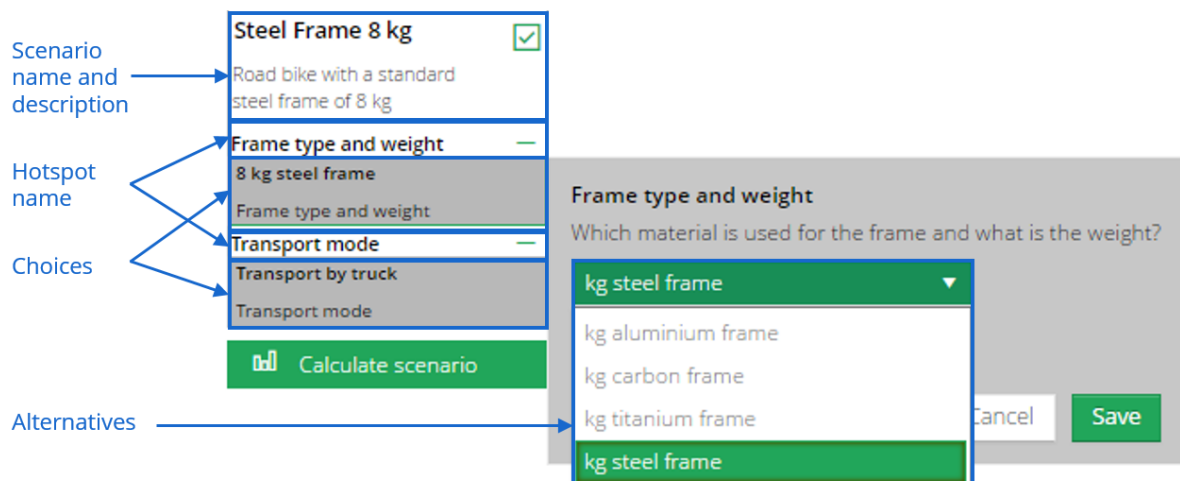 Scenario
name and
description
Hotspot
name
Choices
Alternatives
Steel Frame 8 kg
Road bike with a standard
steel frame of 8 kg
Frame type and weight
8 kg steel frame
Frame type and weight
Transport mode
Transport by truck
Transport mode
Calculate scenario
Frame type and weight
Which material is used for the frame and what is the weight?
kg steel frame
kg aluminium frame
kg carbon frame
kg titanium frame
kg steel frame
Cancel
Save